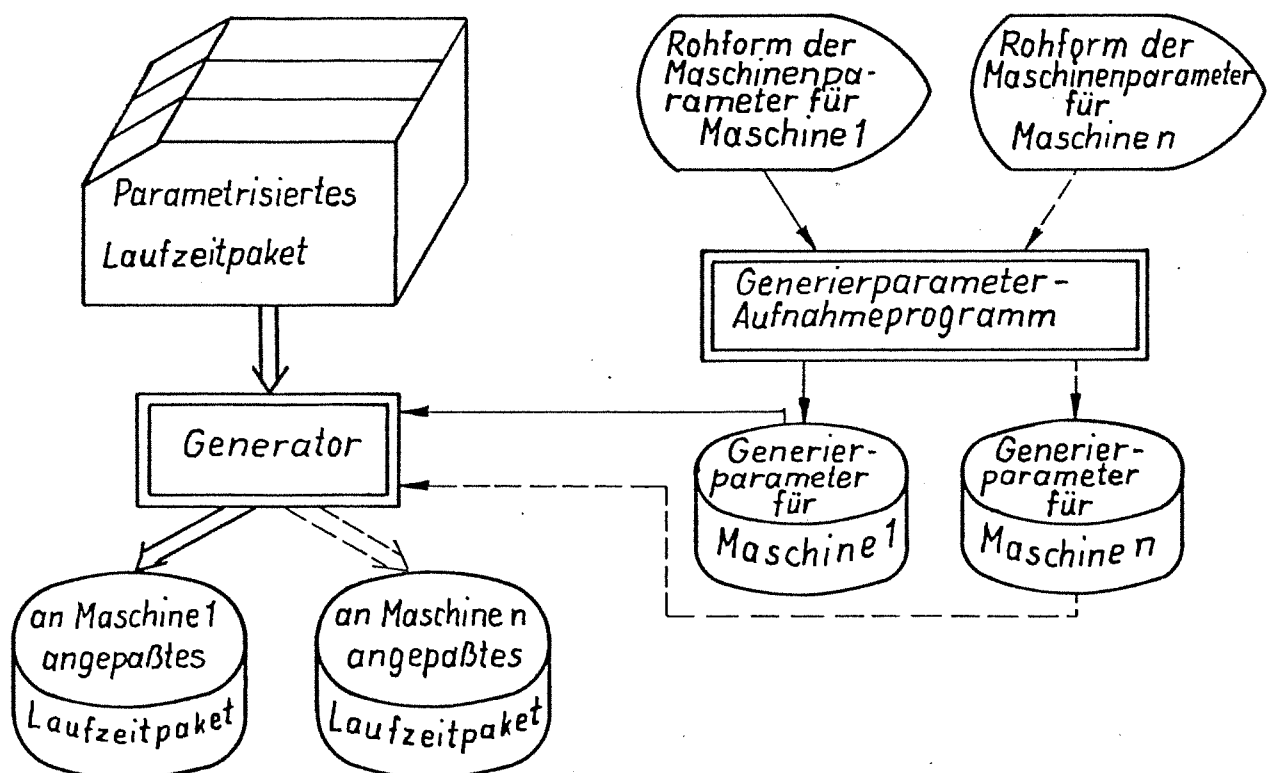 Parametrisiertes
Laufzeitpaket
Rohform der
Maschinenpa-
rameter für
Maschine 1
Rohform der
Maschinenparameter
für
Maschine n
Generierparameter-
Aufnahmeprogramm
Generator
Generier-
parameter
für
Maschine 1
Generier-
parameter
für
Maschine n
an Maschine 1
angepaßtes
Laufzeitpaket
an Maschine n
angepaßtes
Laufzeitpaket